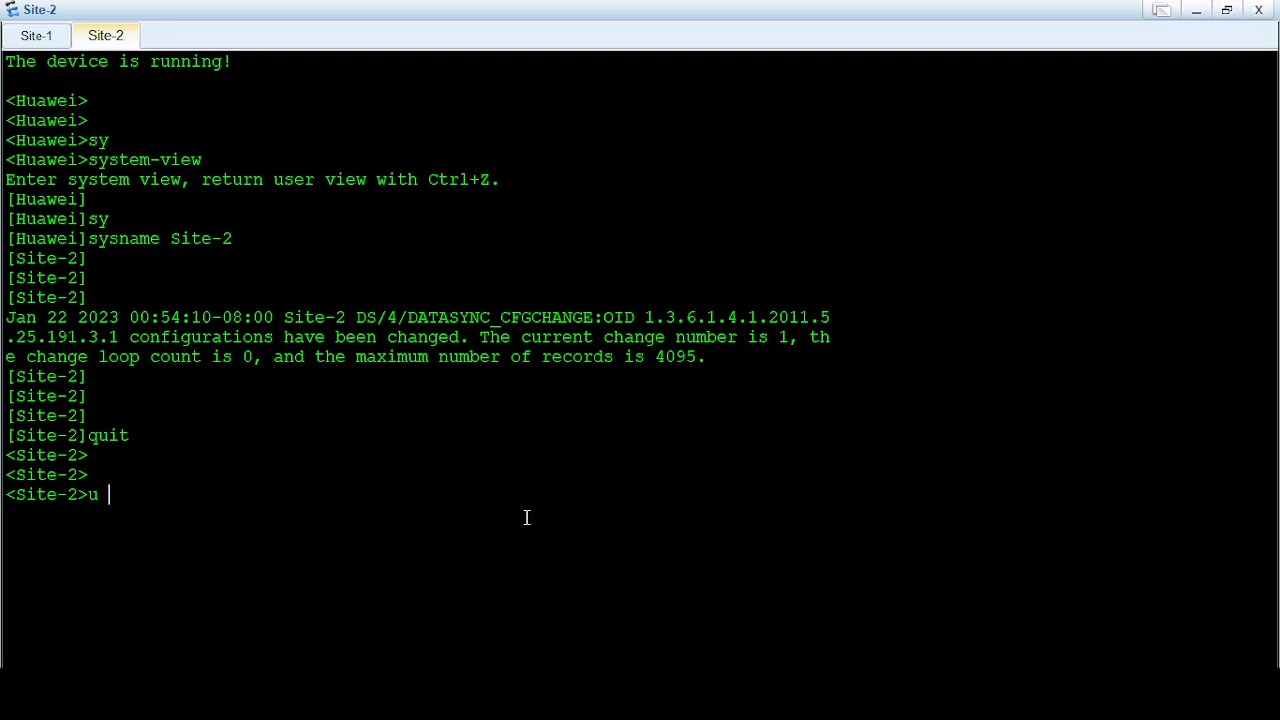 Site-2
Site-1 Site-2
The device is running!
<Huawei>
<Huawei>
<Huawei>sy
<Huawei>system-view
Enter system view, return user view with Ctrl+Z.
[Huawei]
[Huawei]sy
[Huawei]sysname Site-2
[Site-2]
[Site-2]
[Site-2]
Jan 22 2023 00:54:10-08:00 Site-2 DS/4/DATASYNC_CFGCHANGE:OID 1.3.6.1.4.1.2011.5
.25.191.3.1 configurations have been changed. The current change number is 1, th
e change loop count is 0, and the maximum number of records is 4095.
[Site-2]
[Site-2]
[Site-2]
[Site-2]quit
<Site-2>
<Site-2>
<Site-2>u